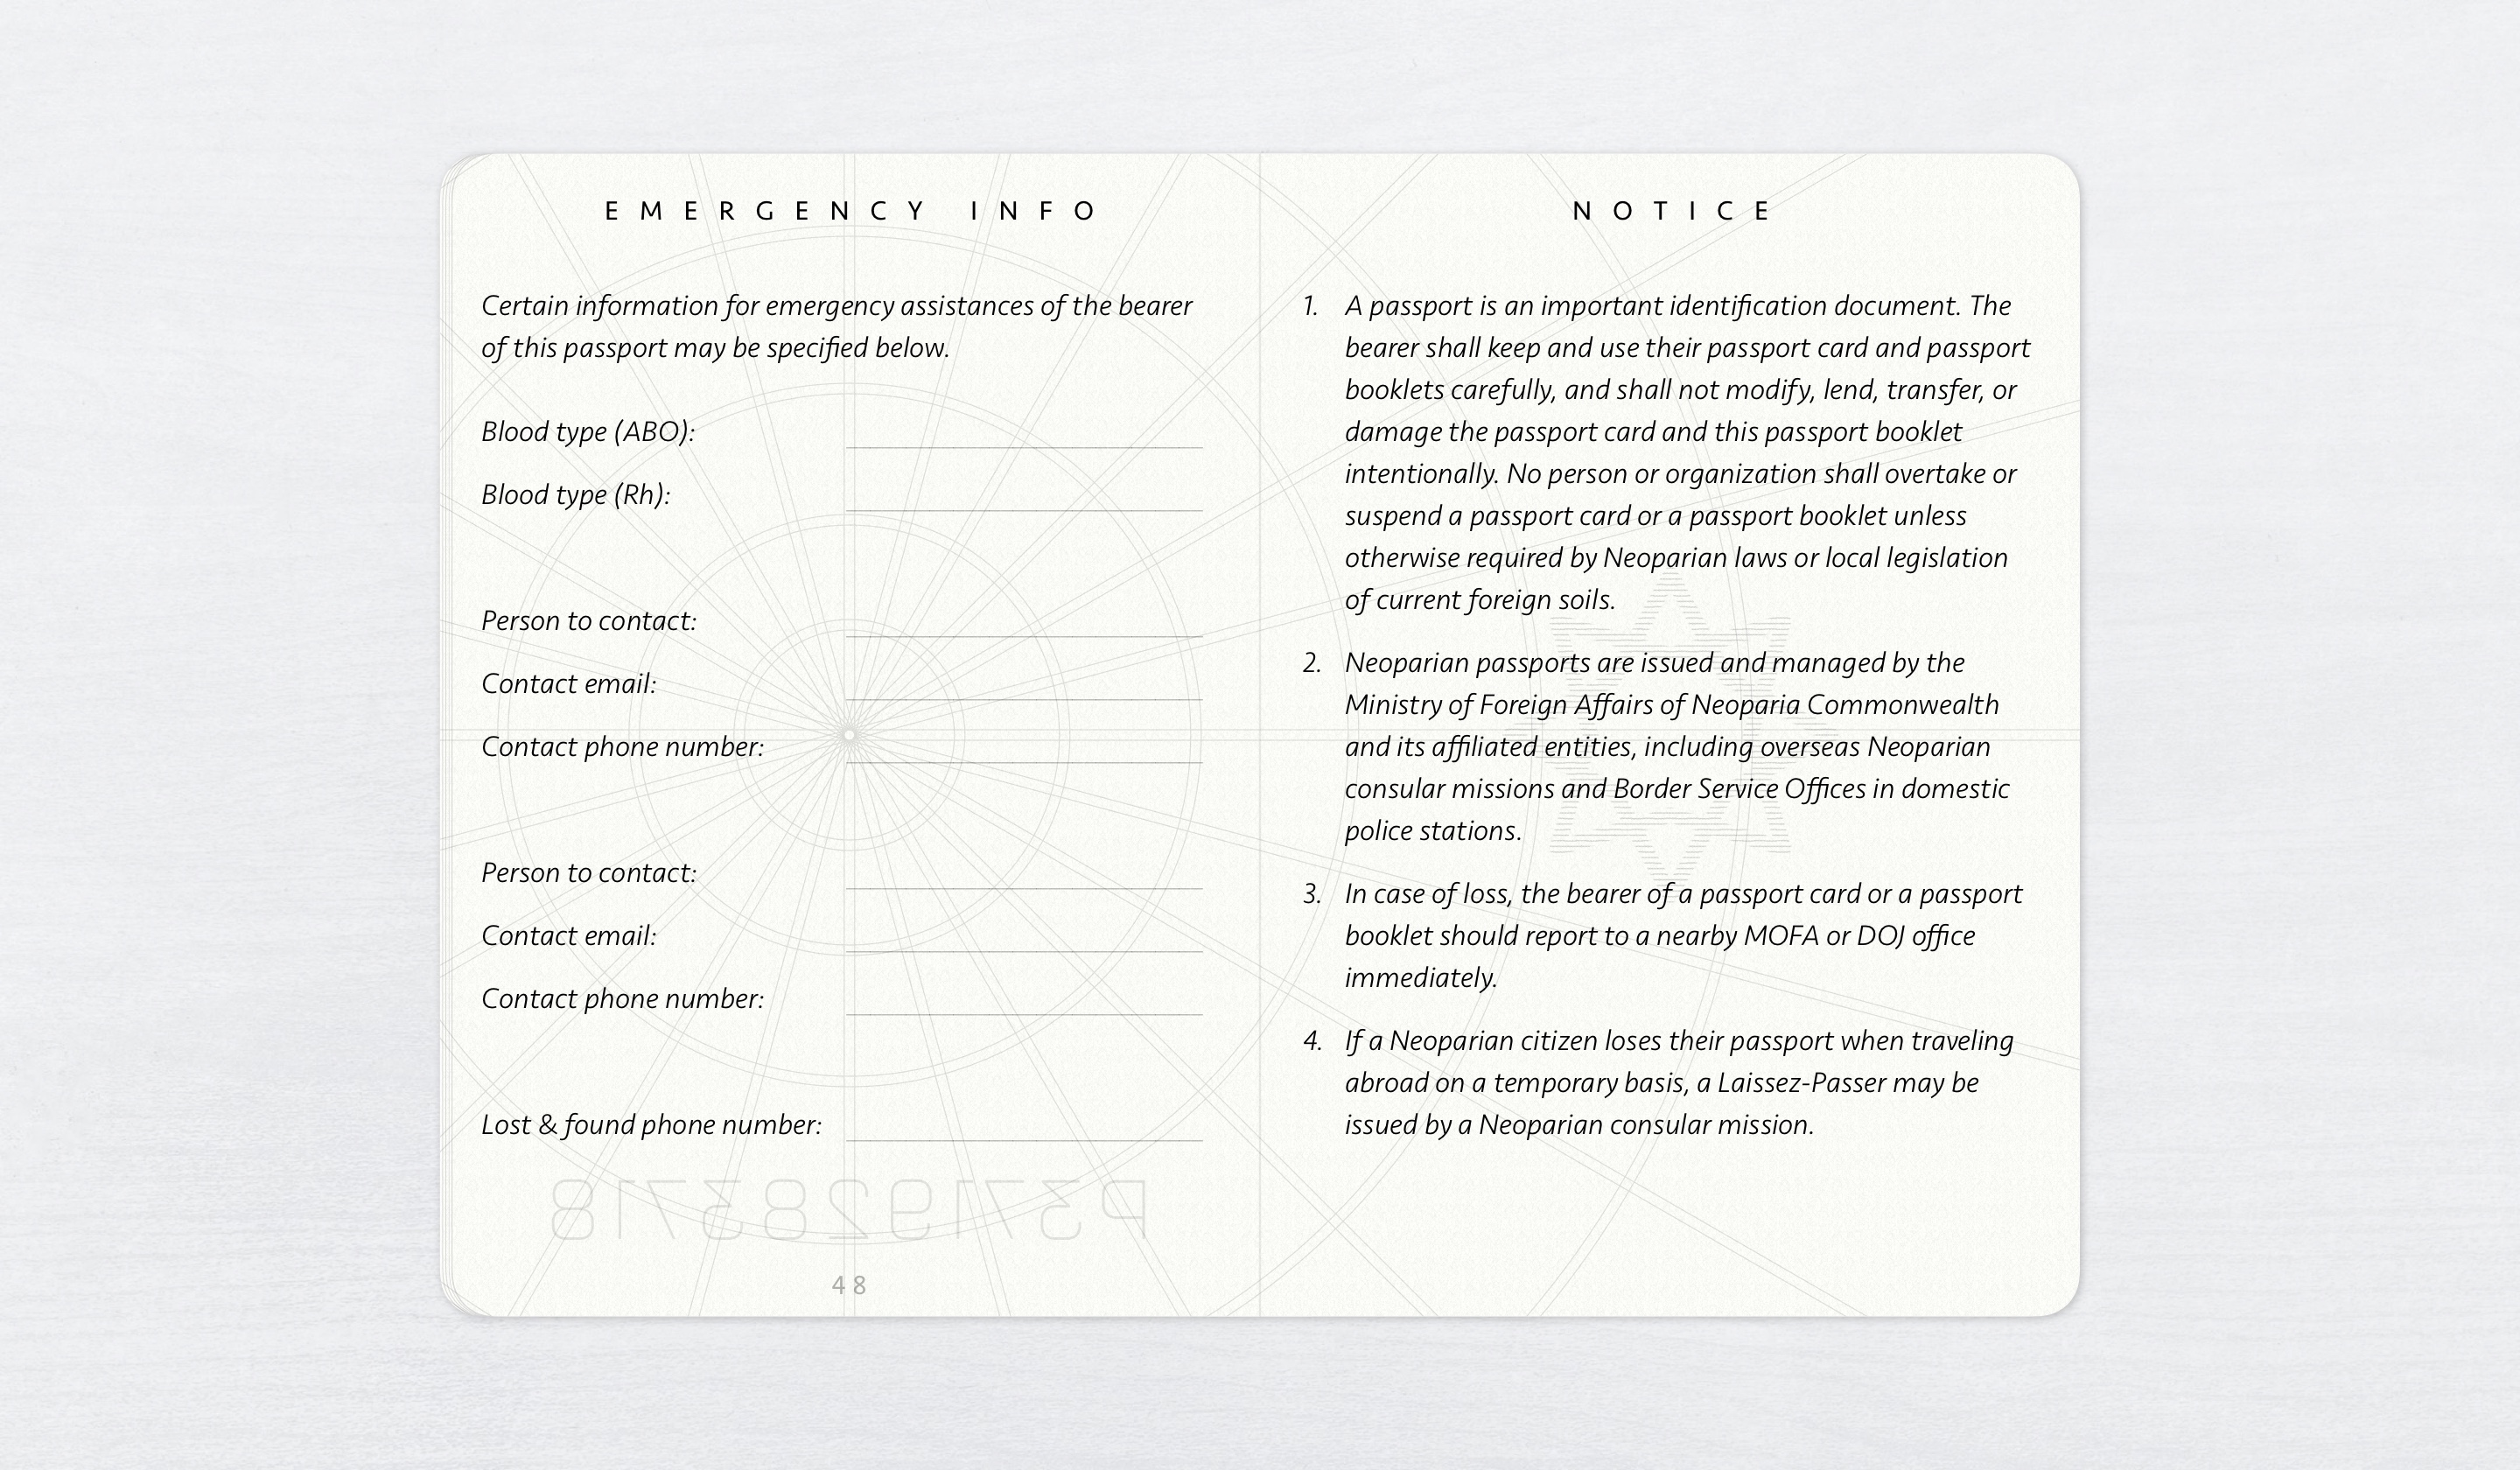 EMERGENCY INFO
Certain information for emergency assistances of the bearer
of this passport may be specified below.
Blood type (ABO):
Blood type (Rh):
Person to contact:
Contact email:
Contact phone number:
Person to contact:
Contact email:
Contact phone number:
Lost & found phone number:
P3719283718
48
NOTICE
1. A passport is an important identification document. The
bearer shall keep and use their passport card and passport
booklets carefully, and shall not modify, lend, transfer, or
damage the passport card and this passport booklet
intentionally. No person or organization shall overtake or
suspend a passport card or a passport booklet unless
otherwise required by Neoparian laws or local legislation
of current foreign soils.
2. Neoparian passports are issued and managed by the
Ministry of Foreign Affairs of Neoparia Commonwealth
and its affiliated entities, including overseas Neoparian
consular missions and Border Service Offices in domestic
police stations.
3. In case of loss, the bearer of a passport card or a passport
booklet should report to a nearby MOFA or DOJ office
immediately.
4. If a Neoparian citizen loses their passport when traveling
abroad on a temporary basis, a Laissez-Passer may be
issued by a Neoparian consular mission.